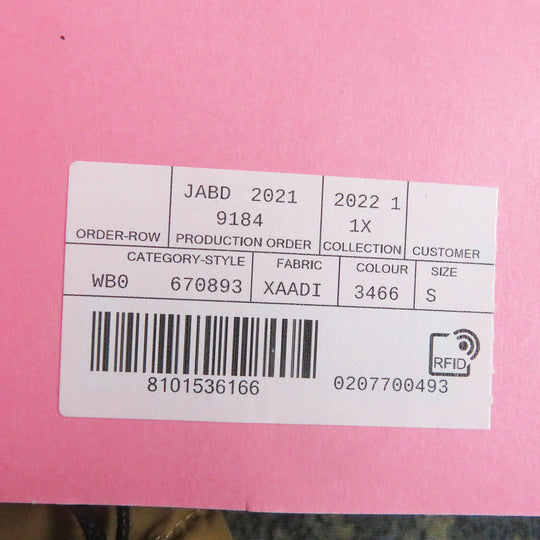 JABD 2021 2022 1
9184 1X
ORDER-ROW PRODUCTION ORDER COLLECTION CUSTOMER
CATEGORY-STYLE FABRIC COLOUR SIZE
WB0 670893 XAADI 3466 S
8101536166 0207700493
RFID